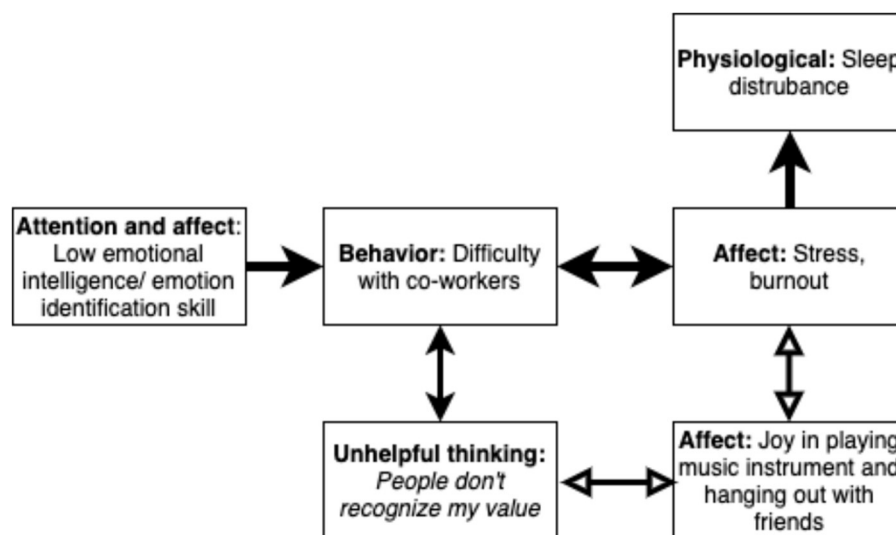 Physiological: Sleep
distrubance
Attention and affect:
Low emotional
intelligence/ emotion
identification skill
Behavior: Difficulty
with co-workers
Affect: Stress,
burnout
Unhelpful thinking:
People don't
recognize my value
Affect: Joy in playing
music instrument and
hanging out with
friends